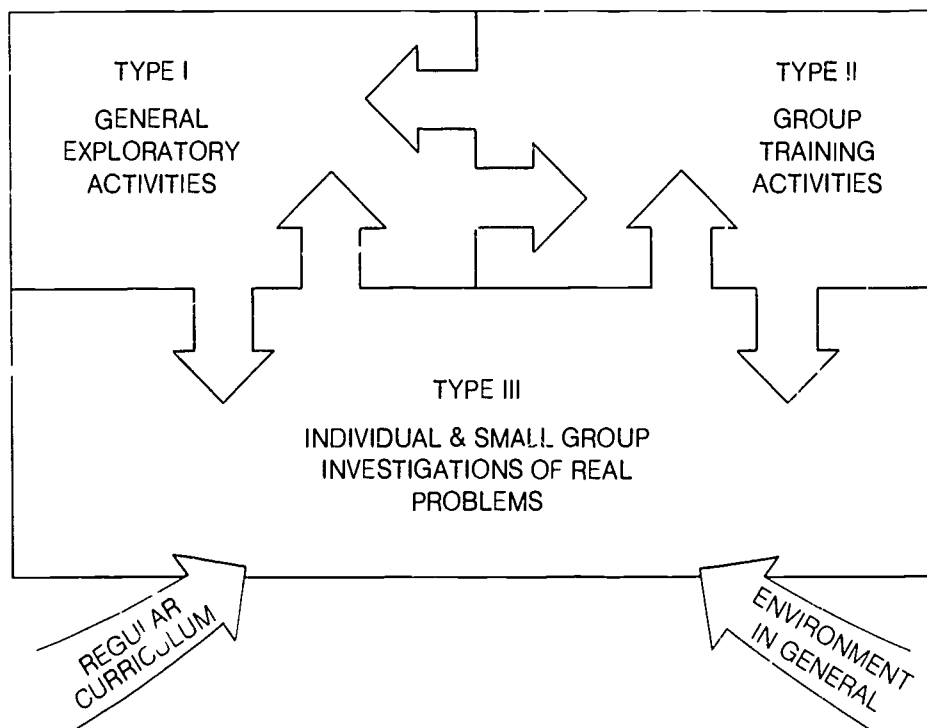 TYPE I
GENERAL
EXPLORATORY
ACTIVITIES
TYPE II
GROUP
TRAINING
ACTIVITIES
TYPE III
INDIVIDUAL & SMALL GROUP
INVESTIGATIONS OF REAL
PROBLEMS
REGULAR
CURRICULUM
ENVIRONMENT
IN GENERAL